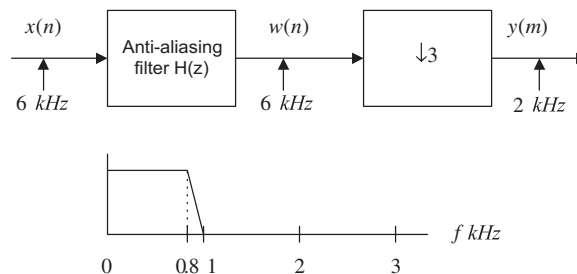 x(n)
Anti-aliasing
filter H(z)
w(n)
↓3
y(m)
6 kHz
6 kHz
2 kHz
f kHz
0
0.8
1
2
3